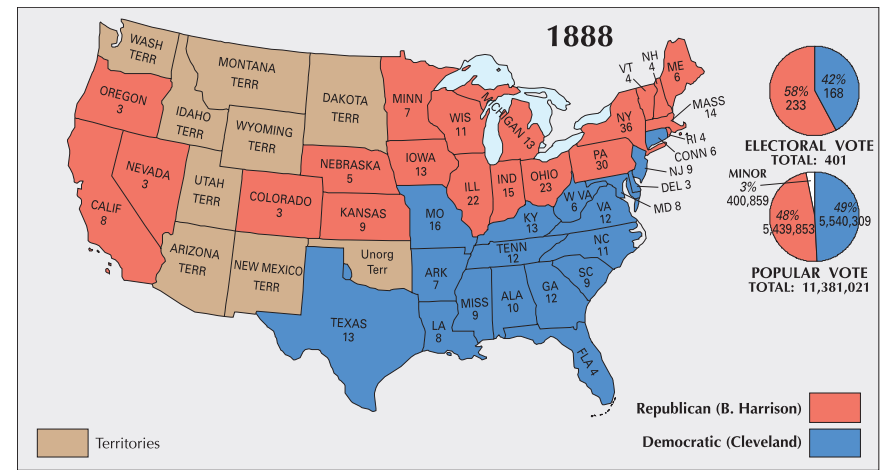 1888
WASH
TERR
MONTANA
TERR
DAKOTA
TERR
IDAHO
TERR
WYOMING
TERR
UTAH
TERR
ARIZONA
TERR
NEW MEXICO
TERR
Unorg
Terr
OREGON
3
CALIF
8
NEVADA
3
COLORADO
3
NEBRASKA
5
KANSAS
9
MINN
7
IOWA
13
WIS
11
MICHIGAN 13
ILL
22
IND
15
OHIO
23
PA
30
NY
36
VT
4
NH
4
ME
6
MASS
14
RI 4
CONN 6
NJ 9
DEL 3
MD 8
W VA
6
VA
12
KY
13
NC
11
TENN
12
SC
9
GA
12
ALA
10
MISS
9
FLA 4
MO
16
ARK
7
LA
8
TEXAS
13
58%
233
42%
168
ELECTORAL VOTE
TOTAL: 401
MINOR
3%
400,859
48%
5,439,853
49%
5,540,309
POPULAR VOTE
TOTAL: 11,381,021
Republican (B. Harrison)
Democratic (Cleveland)
Territories